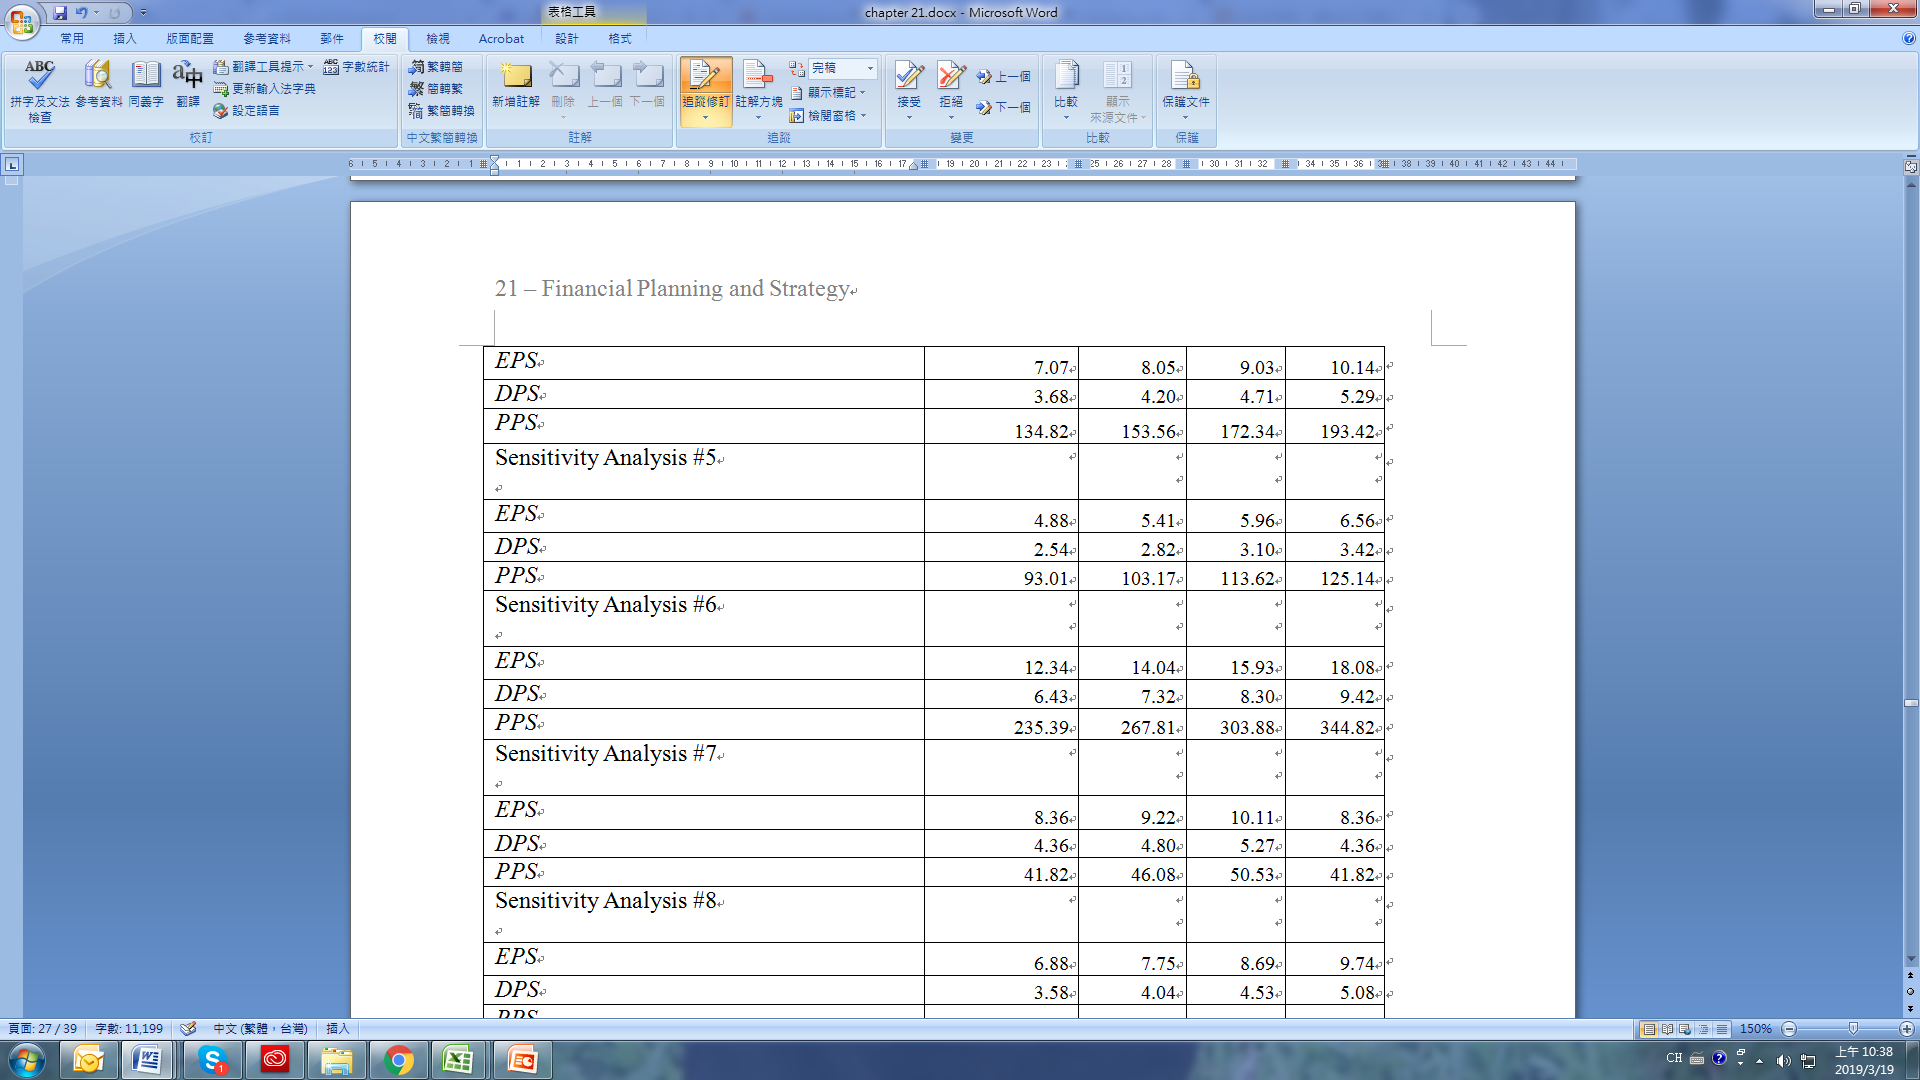 表格工具
chapter 21.docx - Microsoft Word
常用 插入 版面配置 參考資料 郵件 校閱 檢視 Acrobat 設計 格式
ABC 拼字及文法檢查 參考資料 同義字 翻譯 翻譯工具提示 字數統計
更新輸入法字典
設定語言
繁轉簡
簡轉繁
繁簡轉換
新增註解 刪除 上一個 下一個
追蹤修訂 註解方塊 完稿
顯示標記
檢閱窗格
接受 拒絕 上一個
下一個
比較 顯示來源文件 保護文件
校訂 中文繁簡轉換 註解 追蹤 變更 比較 保護
21 – Financial Planning and Strategy
EPS 7.07 8.05 9.03 10.14
DPS 3.68 4.20 4.71 5.29
PPS 134.82 153.56 172.34 193.42
Sensitivity Analysis #5
EPS 4.88 5.41 5.96 6.56
DPS 2.54 2.82 3.10 3.42
PPS 93.01 103.17 113.62 125.14
Sensitivity Analysis #6
EPS 12.34 14.04 15.93 18.08
DPS 6.43 7.32 8.30 9.42
PPS 235.39 267.81 303.88 344.82
Sensitivity Analysis #7
EPS 8.36 9.22 10.11 8.36
DPS 4.36 4.80 5.27 4.36
PPS 41.82 46.08 50.53 41.82
Sensitivity Analysis #8
EPS 6.88 7.75 8.69 9.74
DPS 3.58 4.04 4.53 5.08
頁面: 27 / 39 字數: 11,199 中文 (繁體，台灣) 插入 150%
CH 上午 10:38
2019/3/19